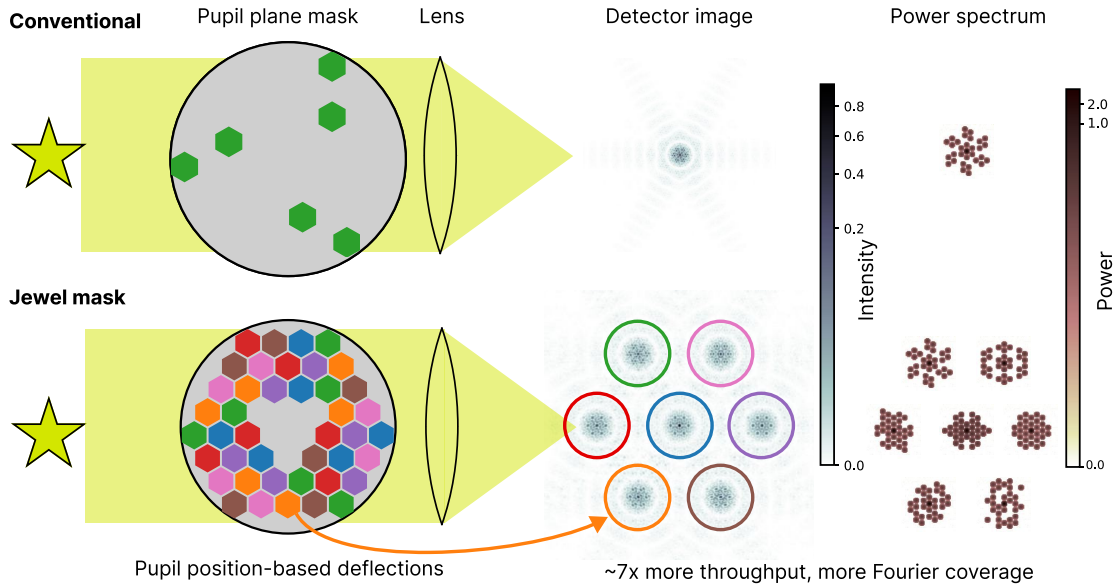 Conventional
Pupil plane mask
Lens
Detector image
Power spectrum
0.8
0.6
0.4
0.2
0.0
Intensity
2.0
1.0
0.0
Power
Jewel mask
Pupil position-based deflections
~7x more throughput, more Fourier coverage